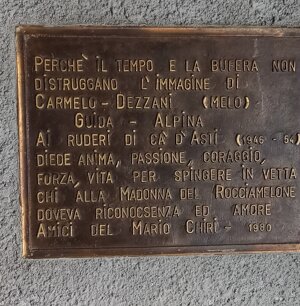 PERCHÈ IL TEMPO E LA BUFERA NON
DISTRUGGANO L'IMMAGINE DI
CARMELO-DEZZANI (MELO)
GUIDA - ALPINA
AI RUDERI DI CA' D'ASTI (1946-54)
DIEDE ANIMA, PASSIONE, CORAGGIO,
FORZA, VITA PER SPINGERE IN VETTA
CHI ALLA MADONNA DEL ROCCIAMELONE
DOVEVA RICONOCSENZA ED AMORE
AMICI DEL MARIO CHIRI - 1980